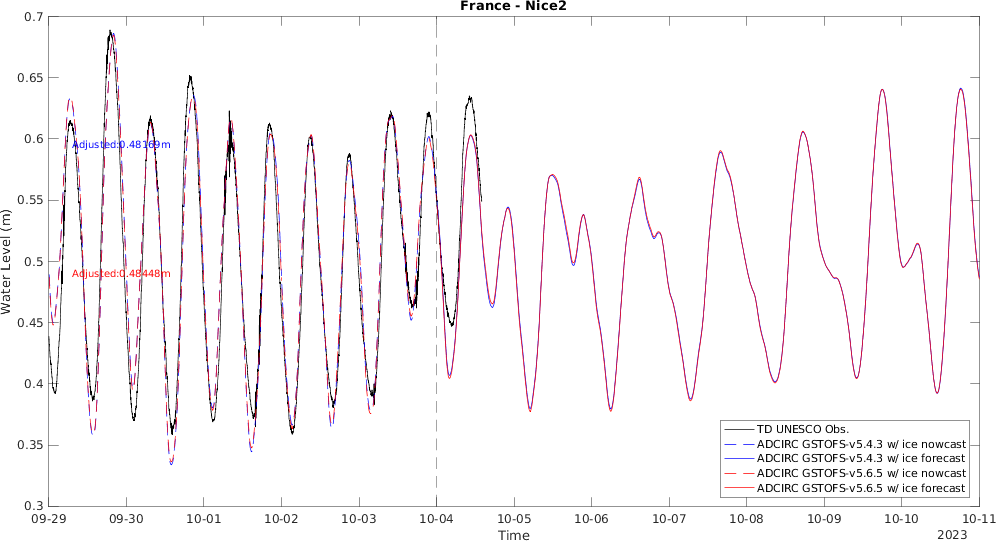 France - Nice2
0.7
0.65
0.6
0.55
0.5
0.45
0.4
0.35
0.3
Water Level (m)
Adjusted:0.48169m
Adjusted:0.48448m
TD UNESCO Obs.
ADCIRC GSTOFS-v5.4.3 w/ ice nowcast
ADCIRC GSTOFS-v5.4.3 w/ ice forecast
ADCIRC GSTOFS-v5.6.5 w/ ice nowcast
ADCIRC GSTOFS-v5.6.5 w/ ice forecast
09-29 09-30 10-01 10-02 10-03 10-04 10-05 10-06 10-07 10-08 10-09 10-10 10-11
Time
2023